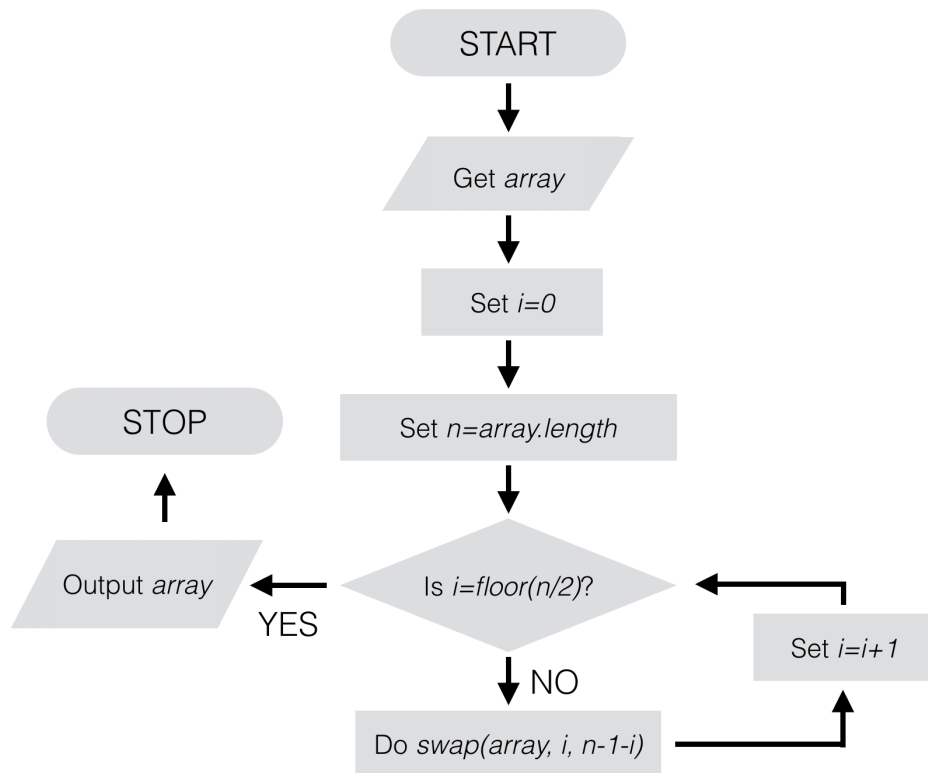 START
Get array
Set i=0
Set n=array.length
Is i=floor(n/2)?
YES
Output array
STOP
NO
Do swap(array, i, n-1-i)
Set i=i+1